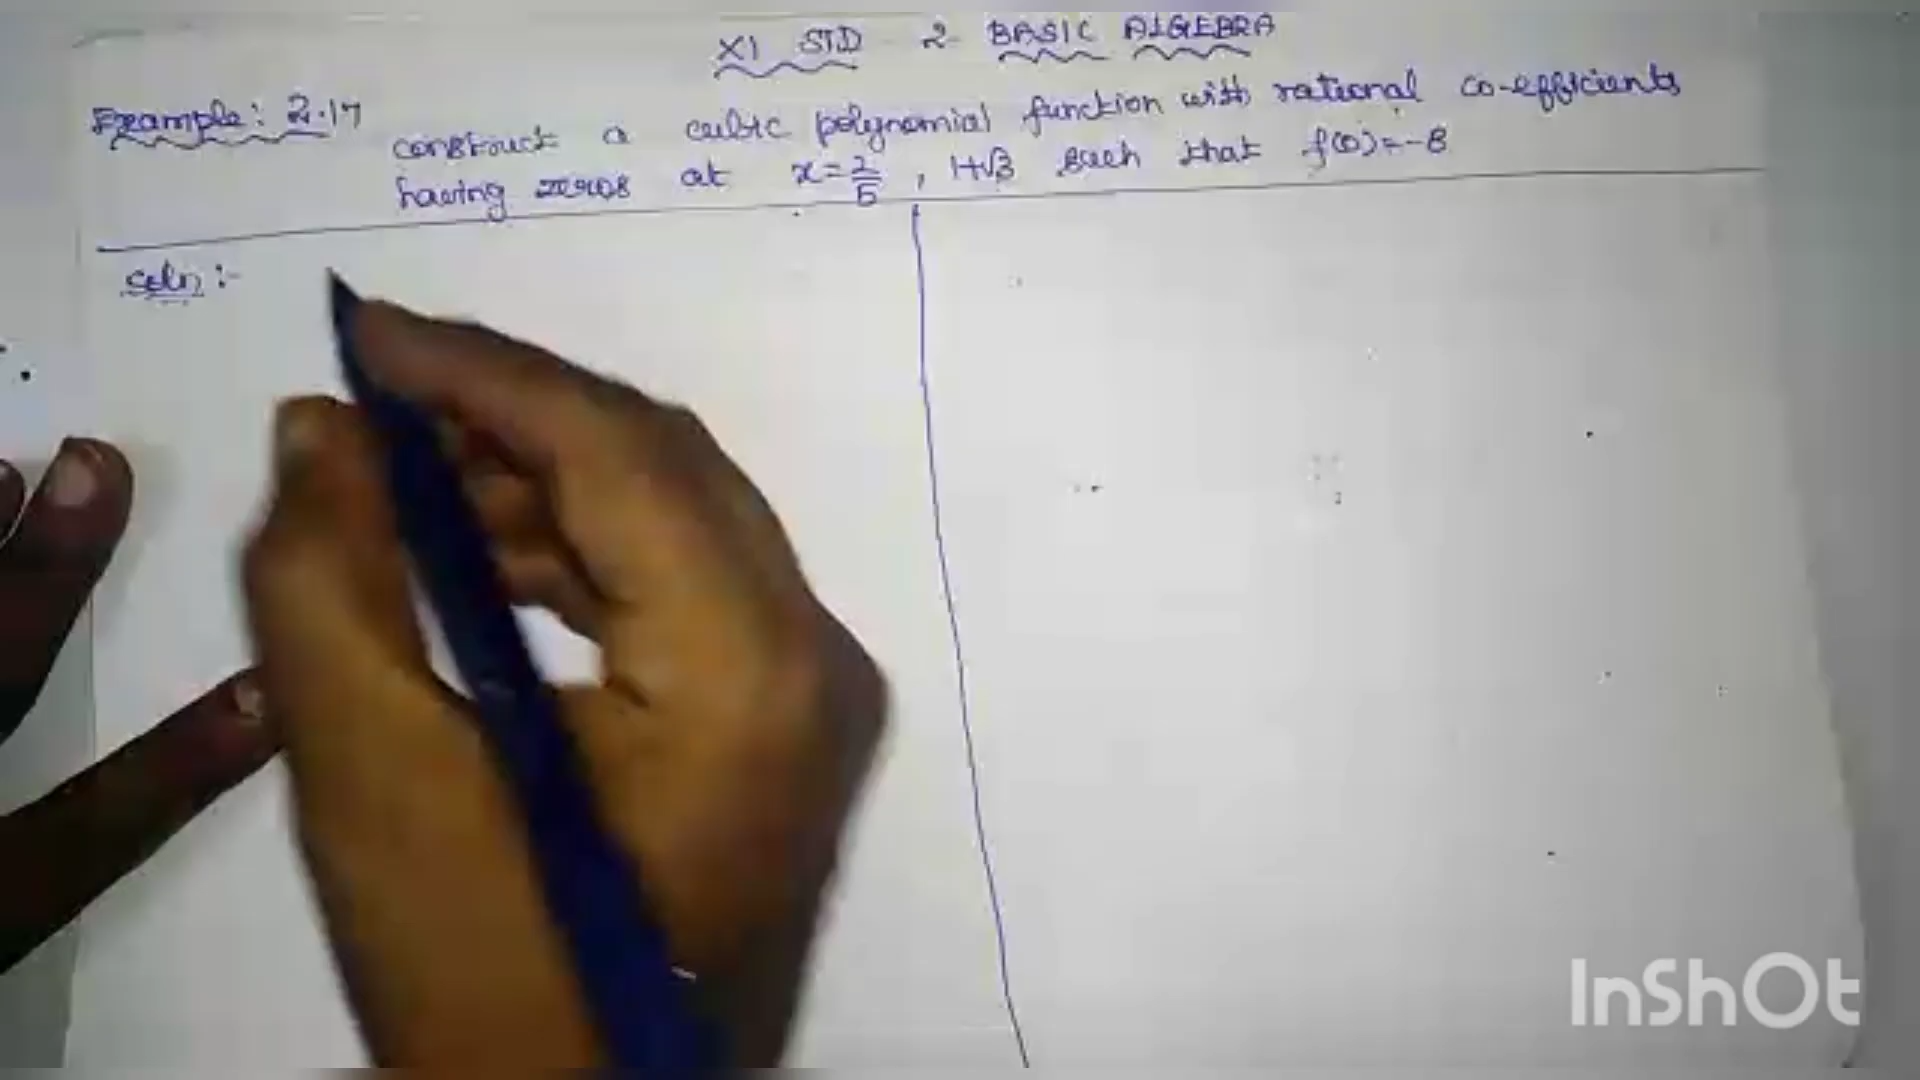 XI STD 2 BASIC ALGEBRA
Example: 2.17
construct a cubic polynomial function with rational co-efficients
having zeros at x=2/5, 1+√3 such that f(0)=-8
Soln:-
InShOt